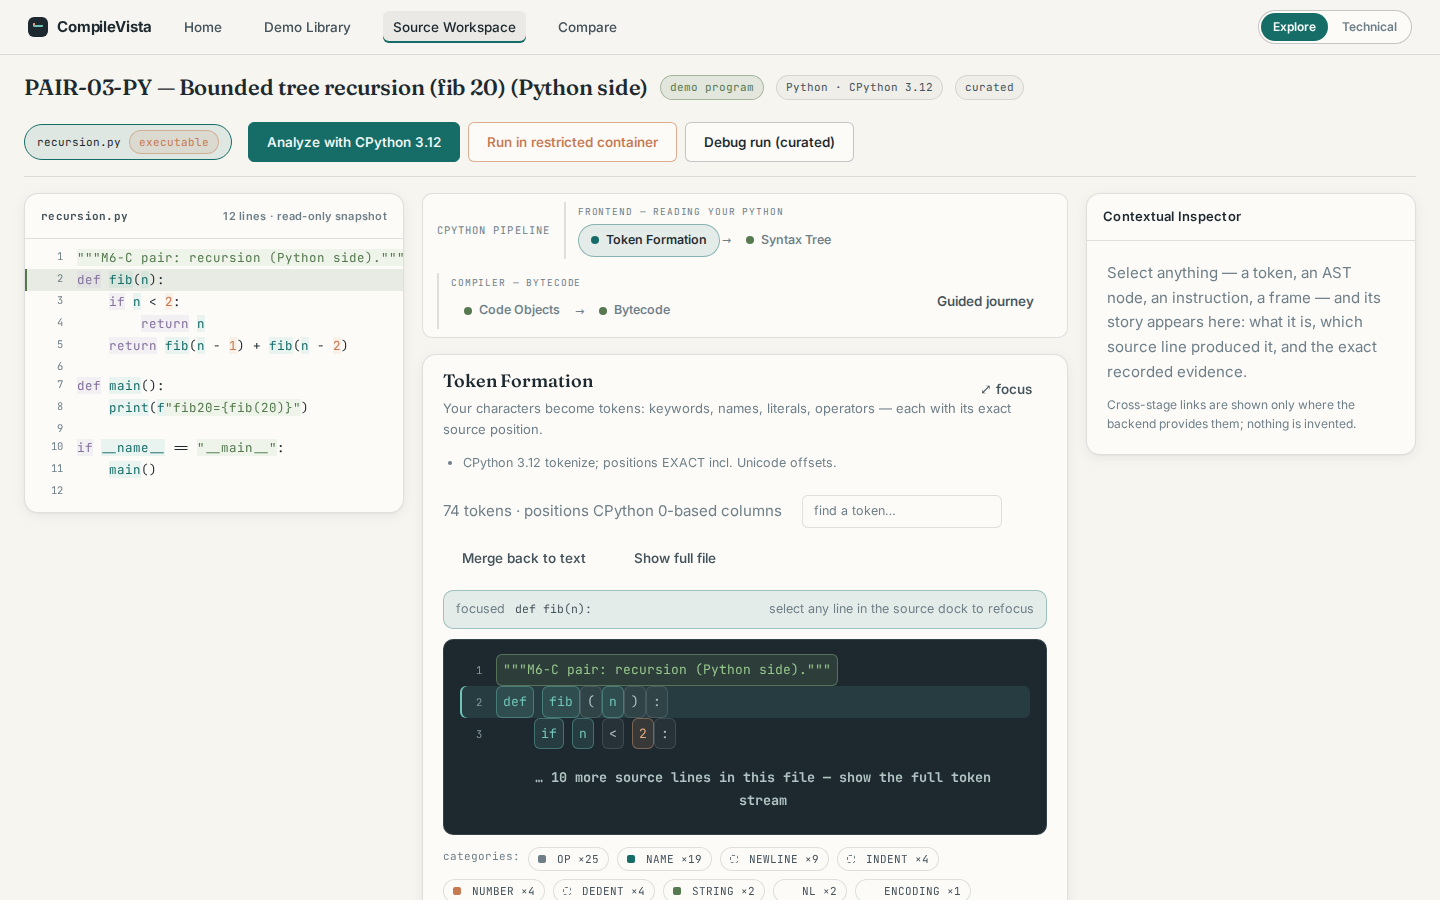 CompileVista
Home
Demo Library
Source Workspace
Compare
Explore
Technical
PAIR-03-PY — Bounded tree recursion (fib 20) (Python side)
demo program
Python · CPython 3.12
curated
recursion.py
executable
Analyze with CPython 3.12
Run in restricted container
Debug run (curated)
recursion.py
12 lines · read-only snapshot
1 """M6-C pair: recursion (Python side)."""
2 def fib(n):
3 if n < 2:
4 return n
5 return fib(n - 1) + fib(n - 2)
6
7 def main():
8 print(f"fib20={fib(20)}")
9
10 if __name__ == "__main__":
11 main()
12
CPYTHON PIPELINE
FRONTEND — READING YOUR PYTHON
Token Formation → Syntax Tree
COMPILER — BYTECODE
Code Objects → Bytecode
Guided journey
Token Formation
⤢ focus
Your characters become tokens: keywords, names, literals, operators — each with its exact
source position.
• CPython 3.12 tokenize; positions EXACT incl. Unicode offsets.
74 tokens · positions CPython 0-based columns
find a token…
Merge back to text
Show full file
focused def fib(n):
select any line in the source dock to refocus
1 """M6-C pair: recursion (Python side)."""
2 def fib ( n ) :
3 if n < 2 :
… 10 more source lines in this file — show the full token
stream
categories:
OP ×25
NAME ×19
NEWLINE ×9
INDENT ×4
NUMBER ×4
DEDENT ×4
STRING ×2
NL ×2
ENCODING ×1
Contextual Inspector
Select anything — a token, an AST
node, an instruction, a frame — and its
story appears here: what it is, which
source line produced it, and the exact
recorded evidence.
Cross-stage links are shown only where the
backend provides them; nothing is invented.